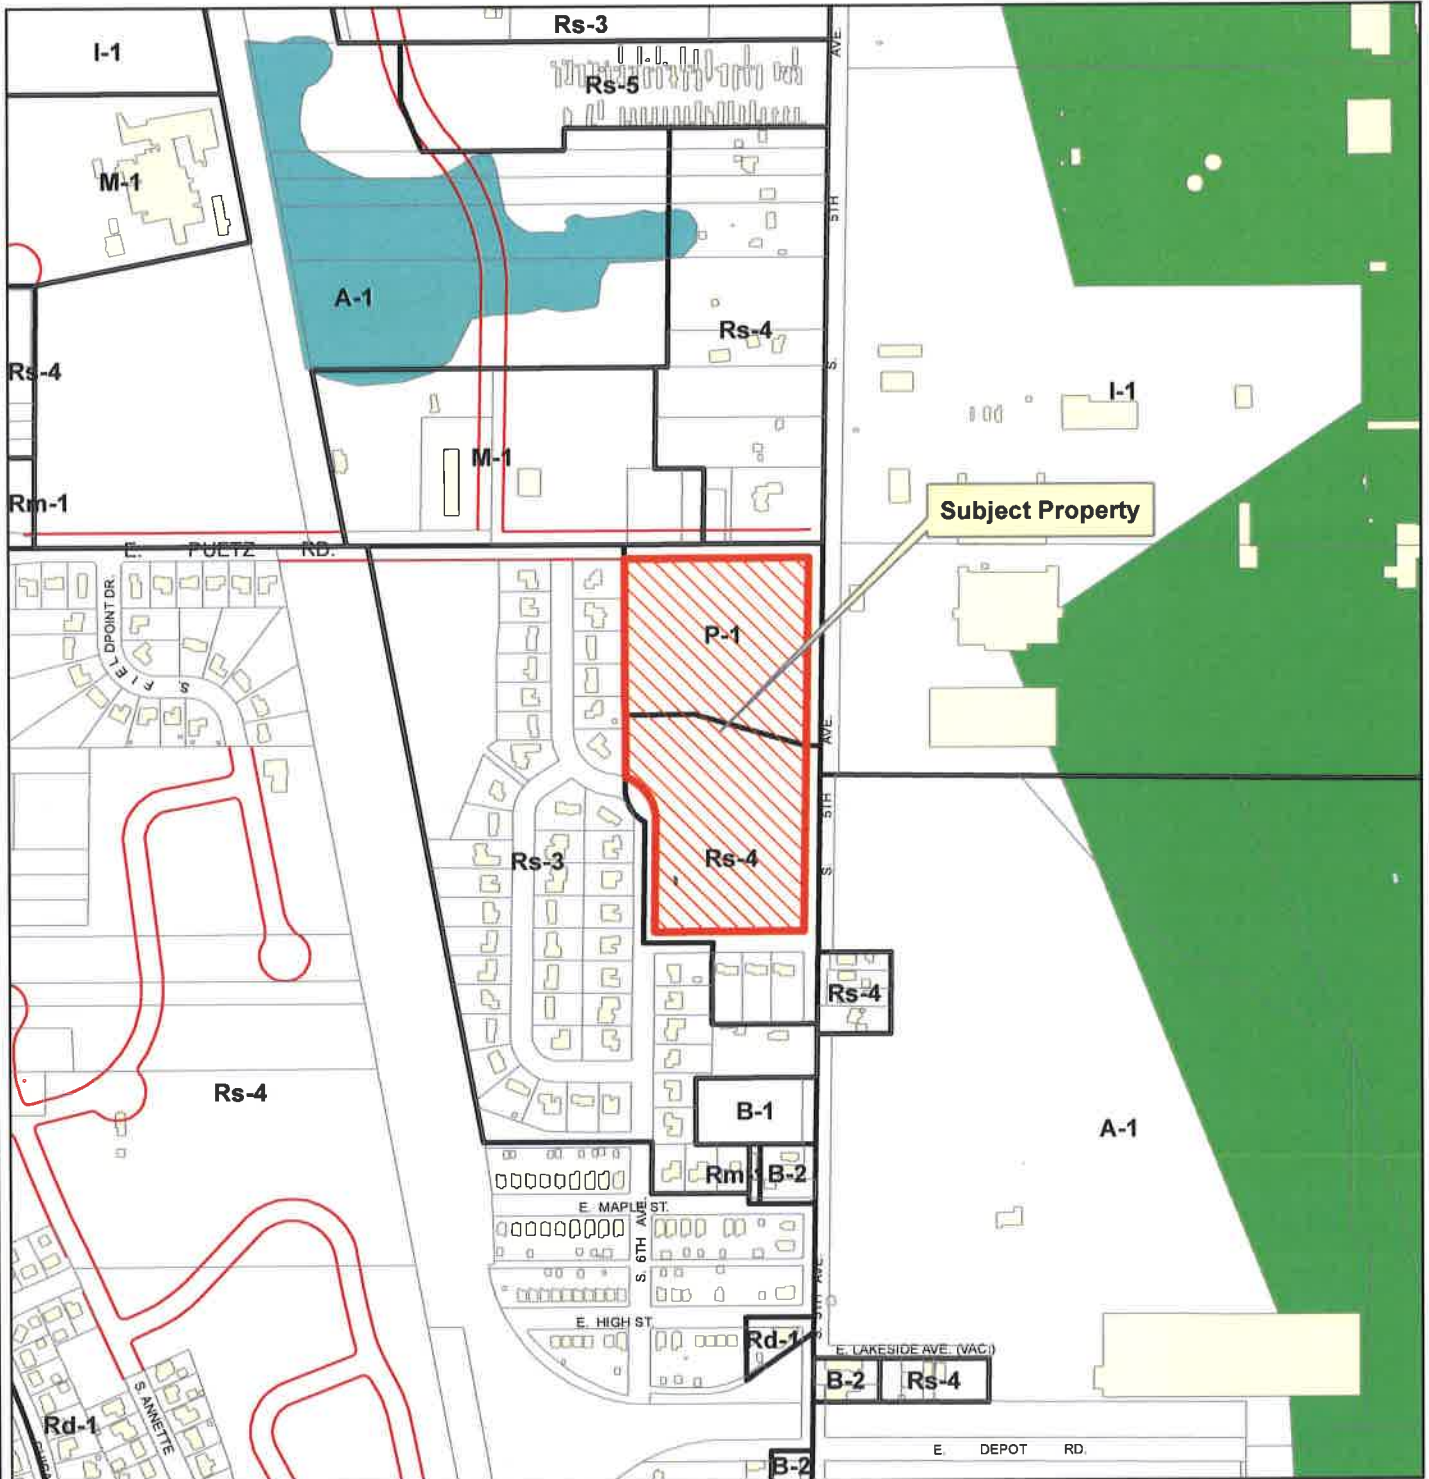 Rs-3
I-1
AVE.
Rs-5
M-1
5TH
A-1
Rs-4
S.
Rs-4
I-1
M-1
Rm-1
Subject Property
E. PUETZ RD.
S. FIELDPOINT DR.
P-1
AVE.
5TH
S.
Rs-3
Rs-4
Rs-4
Rs-4
B-1
A-1
Rm-
B-2
E. MAPLE ST.
S. 6TH AVE.
S. 5TH AVE.
E. HIGH ST.
Rd-1
E. LAKESIDE AVE. (VAC.)
B-2
Rs-4
S. ANNETTE
Rd-1
E. DEPOT RD.
B-2